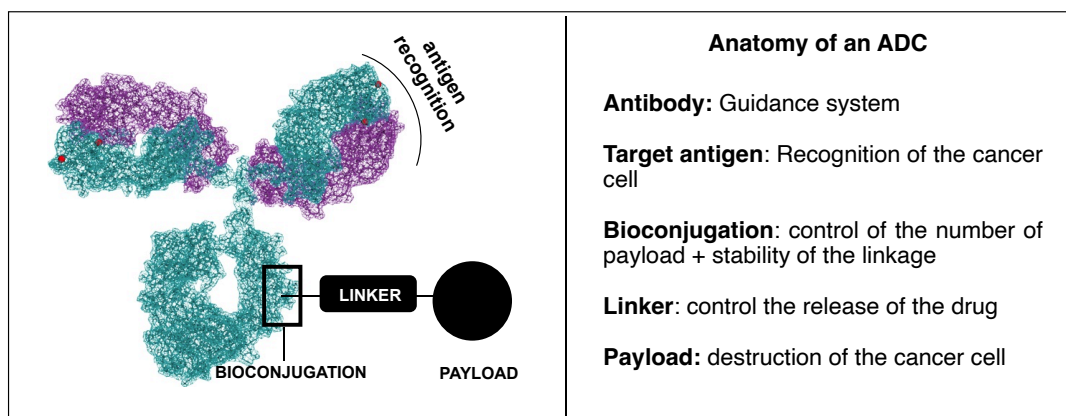 antigen
recognition
LINKER
BIOCONJUGATION
PAYLOAD
Anatomy of an ADC
Antibody: Guidance system
Target antigen: Recognition of the cancer
cell
Bioconjugation: control of the number of
payload + stability of the linkage
Linker: control the release of the drug
Payload: destruction of the cancer cell